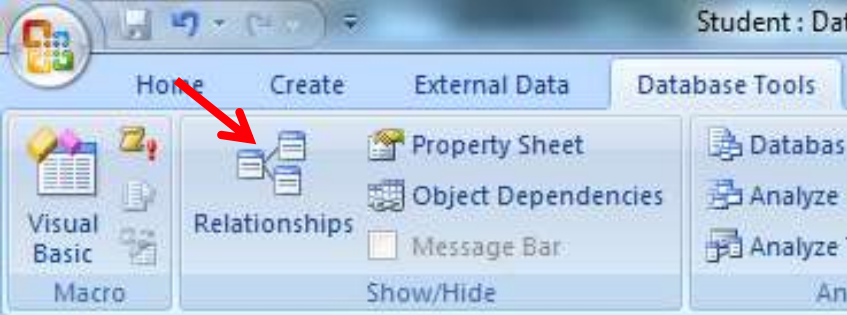 Student : Dat
Home Create External Data Database Tools
Property Sheet
Object Dependencies
Message Bar
Visual
Basic
Relationships
Databas
Analyze
Analyze
Macro Show/Hide An